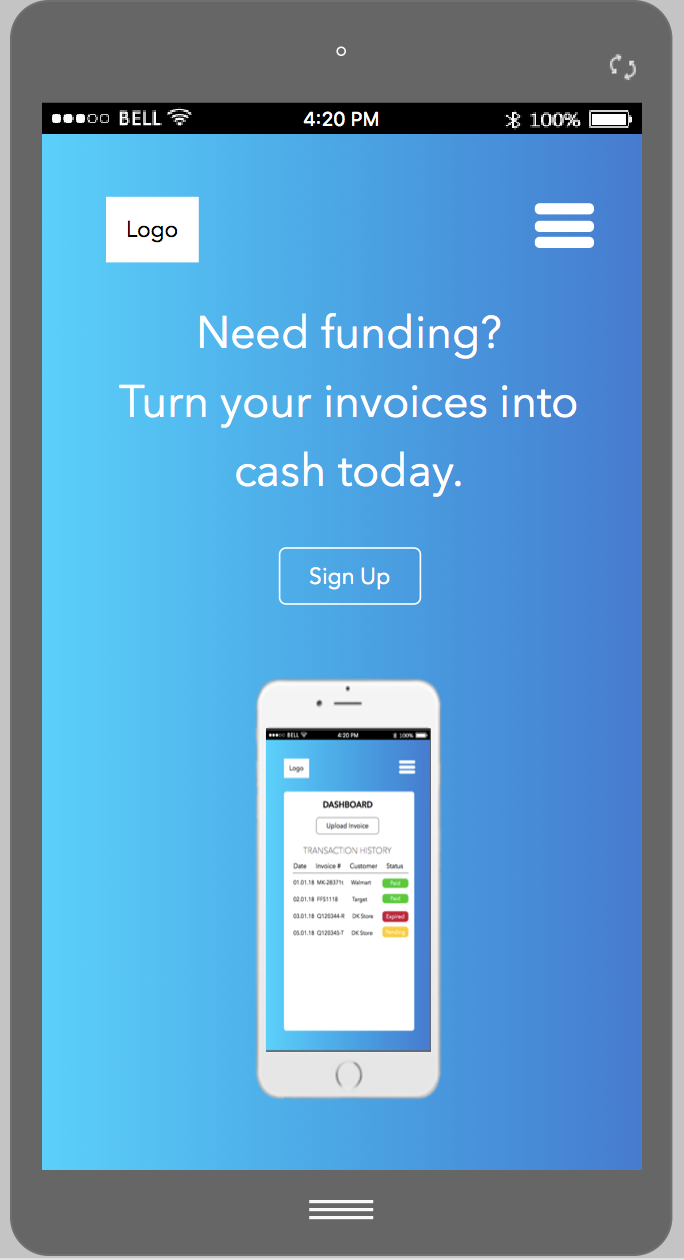 BELL 4:20 PM 100%
Logo
Need funding?
Turn your invoices into
cash today.
Sign Up
BELL 4:20 PM 100%
Logo
DASHBOARD
Upload Invoice
TRANSACTION HISTORY
Date Invoice # Customer Status
01.01.18 MK-28371t Walmart Paid
02.01.18 FFS1118 Target Paid
03.01.18 Q120344-R DK Store Expired
05.01.18 Q120345-T DK Store Pending